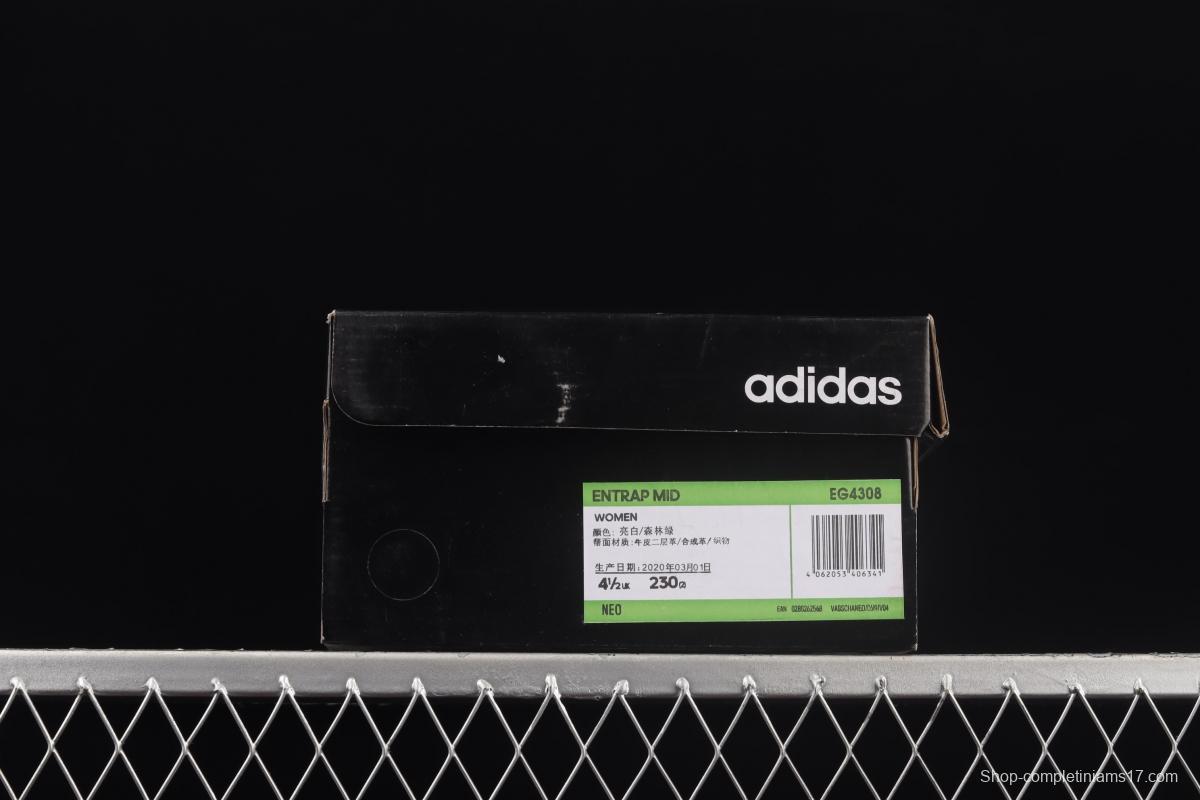 adidas
ENTRAP MID EG4308
WOMEN
颜色: 亮白/森林绿
帮面材质:牛皮二层革/合成革/织物
生产日期:2020年03月01日
4½UK 230(2)
4 062053 406341
NEO EAN
Shop-completiniams17.com